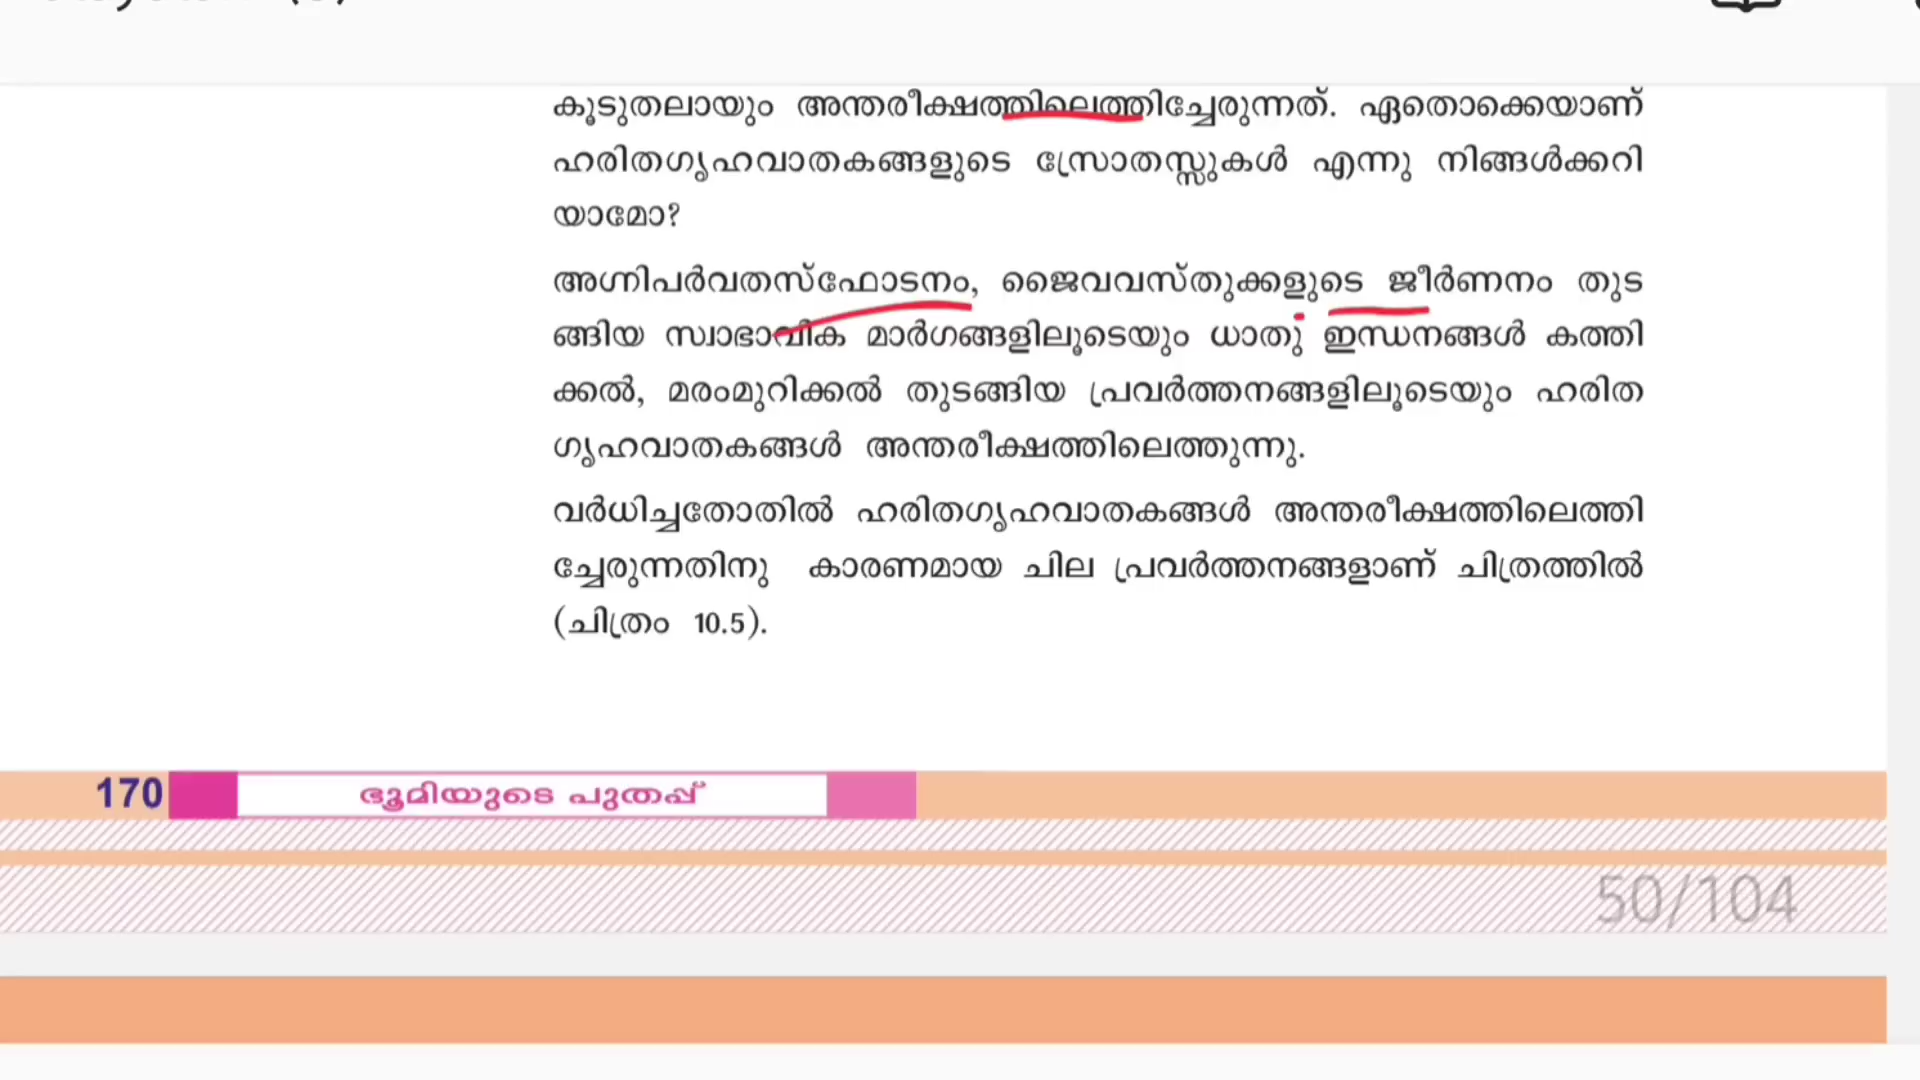 കൂടുതലായും അന്തരീക്ഷത്തിലെത്തിച്ചേരുന്നത്. ഏതൊക്കെയാണ്
ഹരിതഗൃഹവാതകങ്ങളുടെ സ്രോതസ്സുകൾ എന്നു നിങ്ങൾക്കറി
യാമോ?
അഗ്നിപർവതസ്ഫോടനം, ജൈവവസ്തുക്കളുടെ ജീർണനം തുട
ങ്ങിയ സ്വാഭാവിക മാർഗങ്ങളിലൂടെയും ധാതു ഇന്ധനങ്ങൾ കത്തി
ക്കൽ, മരംമുറിക്കൽ തുടങ്ങിയ പ്രവർത്തനങ്ങളിലൂടെയും ഹരിത
ഗൃഹവാതകങ്ങൾ അന്തരീക്ഷത്തിലെത്തുന്നു.
വർധിച്ചതോതിൽ ഹരിതഗൃഹവാതകങ്ങൾ അന്തരീക്ഷത്തിലെത്തി
ച്ചേരുന്നതിനു കാരണമായ ചില പ്രവർത്തനങ്ങളാണ് ചിത്രത്തിൽ
(ചിത്രം 10.5).
170 ഭൂമിയുടെ പുതപ്പ്
50/104